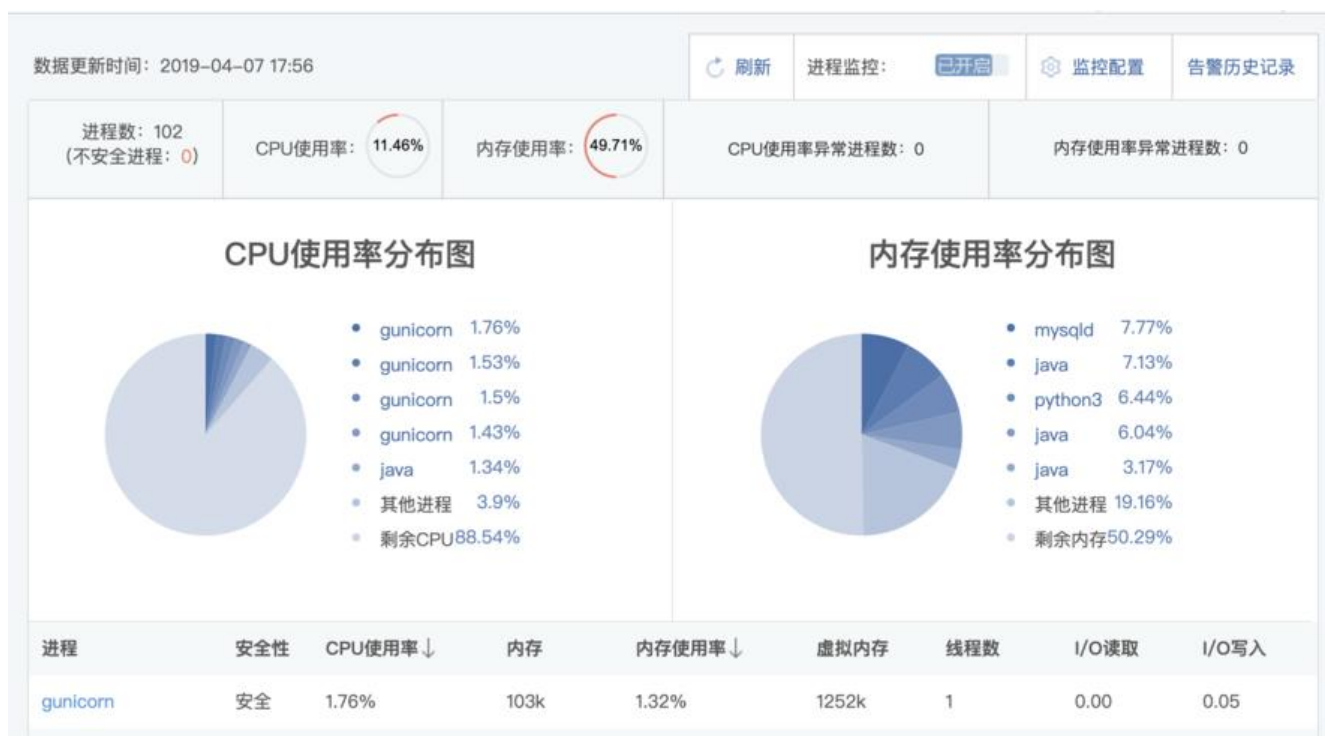 数据更新时间：2019-04-07 17:56 刷新 进程监控： 已开启 监控配置 告警历史记录
进程数：102
(不安全进程：0)
CPU使用率： 11.46%
内存使用率： 49.71%
CPU使用率异常进程数：0
内存使用率异常进程数：0
CPU使用率分布图
gunicorn 1.76%
gunicorn 1.53%
gunicorn 1.5%
gunicorn 1.43%
java 1.34%
其他进程 3.9%
剩余CPU 88.54%
内存使用率分布图
mysqld 7.77%
java 7.13%
python3 6.44%
java 6.04%
java 3.17%
其他进程 19.16%
剩余内存 50.29%
进程 安全性 CPU使用率↓ 内存 内存使用率↓ 虚拟内存 线程数 I/O读取 I/O写入
gunicorn 安全 1.76% 103k 1.32% 1252k 1 0.00 0.05